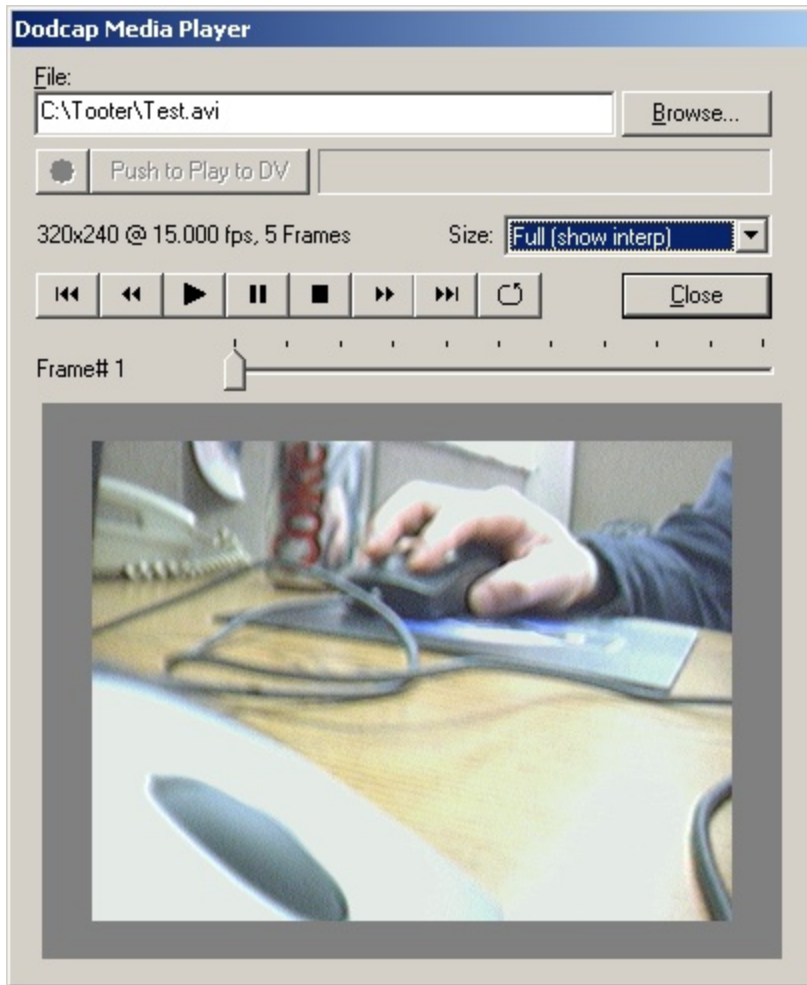 Dodcap Media Player
File:
C:\Tooter\Test.avi
Browse...
Push to Play to DV
320x240 @ 15.000 fps, 5 Frames
Size: Full (show interp)
Close
Frame# 1
Coke